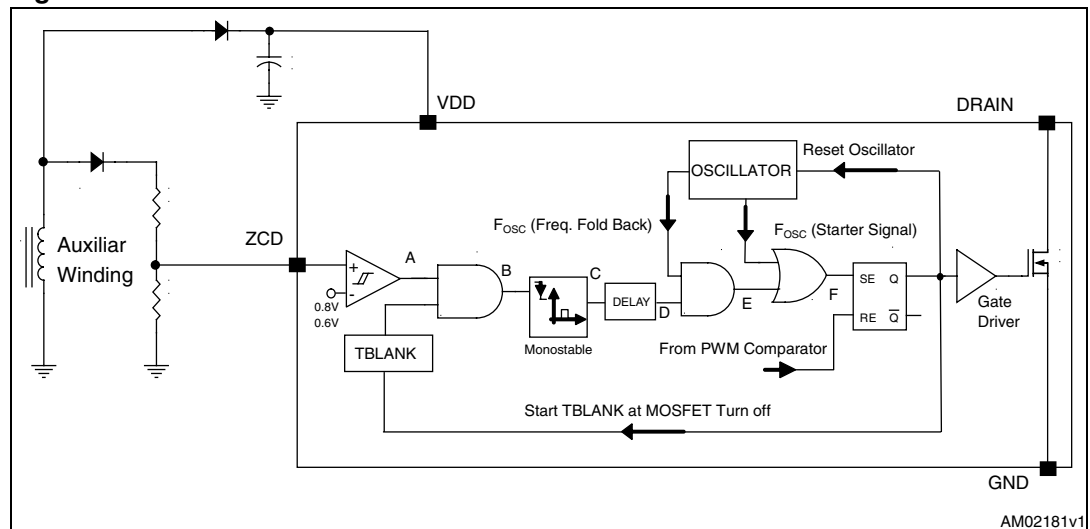 VDD
DRAIN
OSCILLATOR
Reset Oscillator
FOSC (Freq. Fold Back)
FOSC (Starter Signal)
ZCD
Auxiliar
Winding
A
+
-
0.8V
0.6V
B
C
Monostable
DELAY
D
E
F
SE Q
RE Q̅
Gate
Driver
TBLANK
From PWM Comparator
Start TBLANK at MOSFET Turn off
GND
AM02181v1